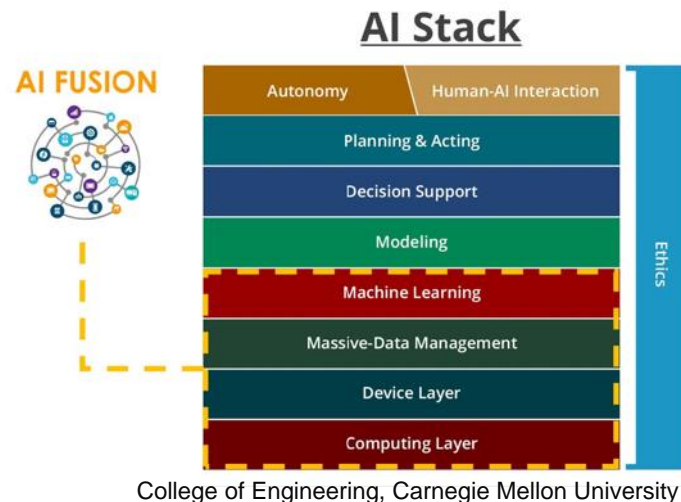 AI Stack
AI FUSION
Autonomy
Human-AI Interaction
Planning & Acting
Decision Support
Modeling
Machine Learning
Massive-Data Management
Device Layer
Computing Layer
Ethics
College of Engineering, Carnegie Mellon University